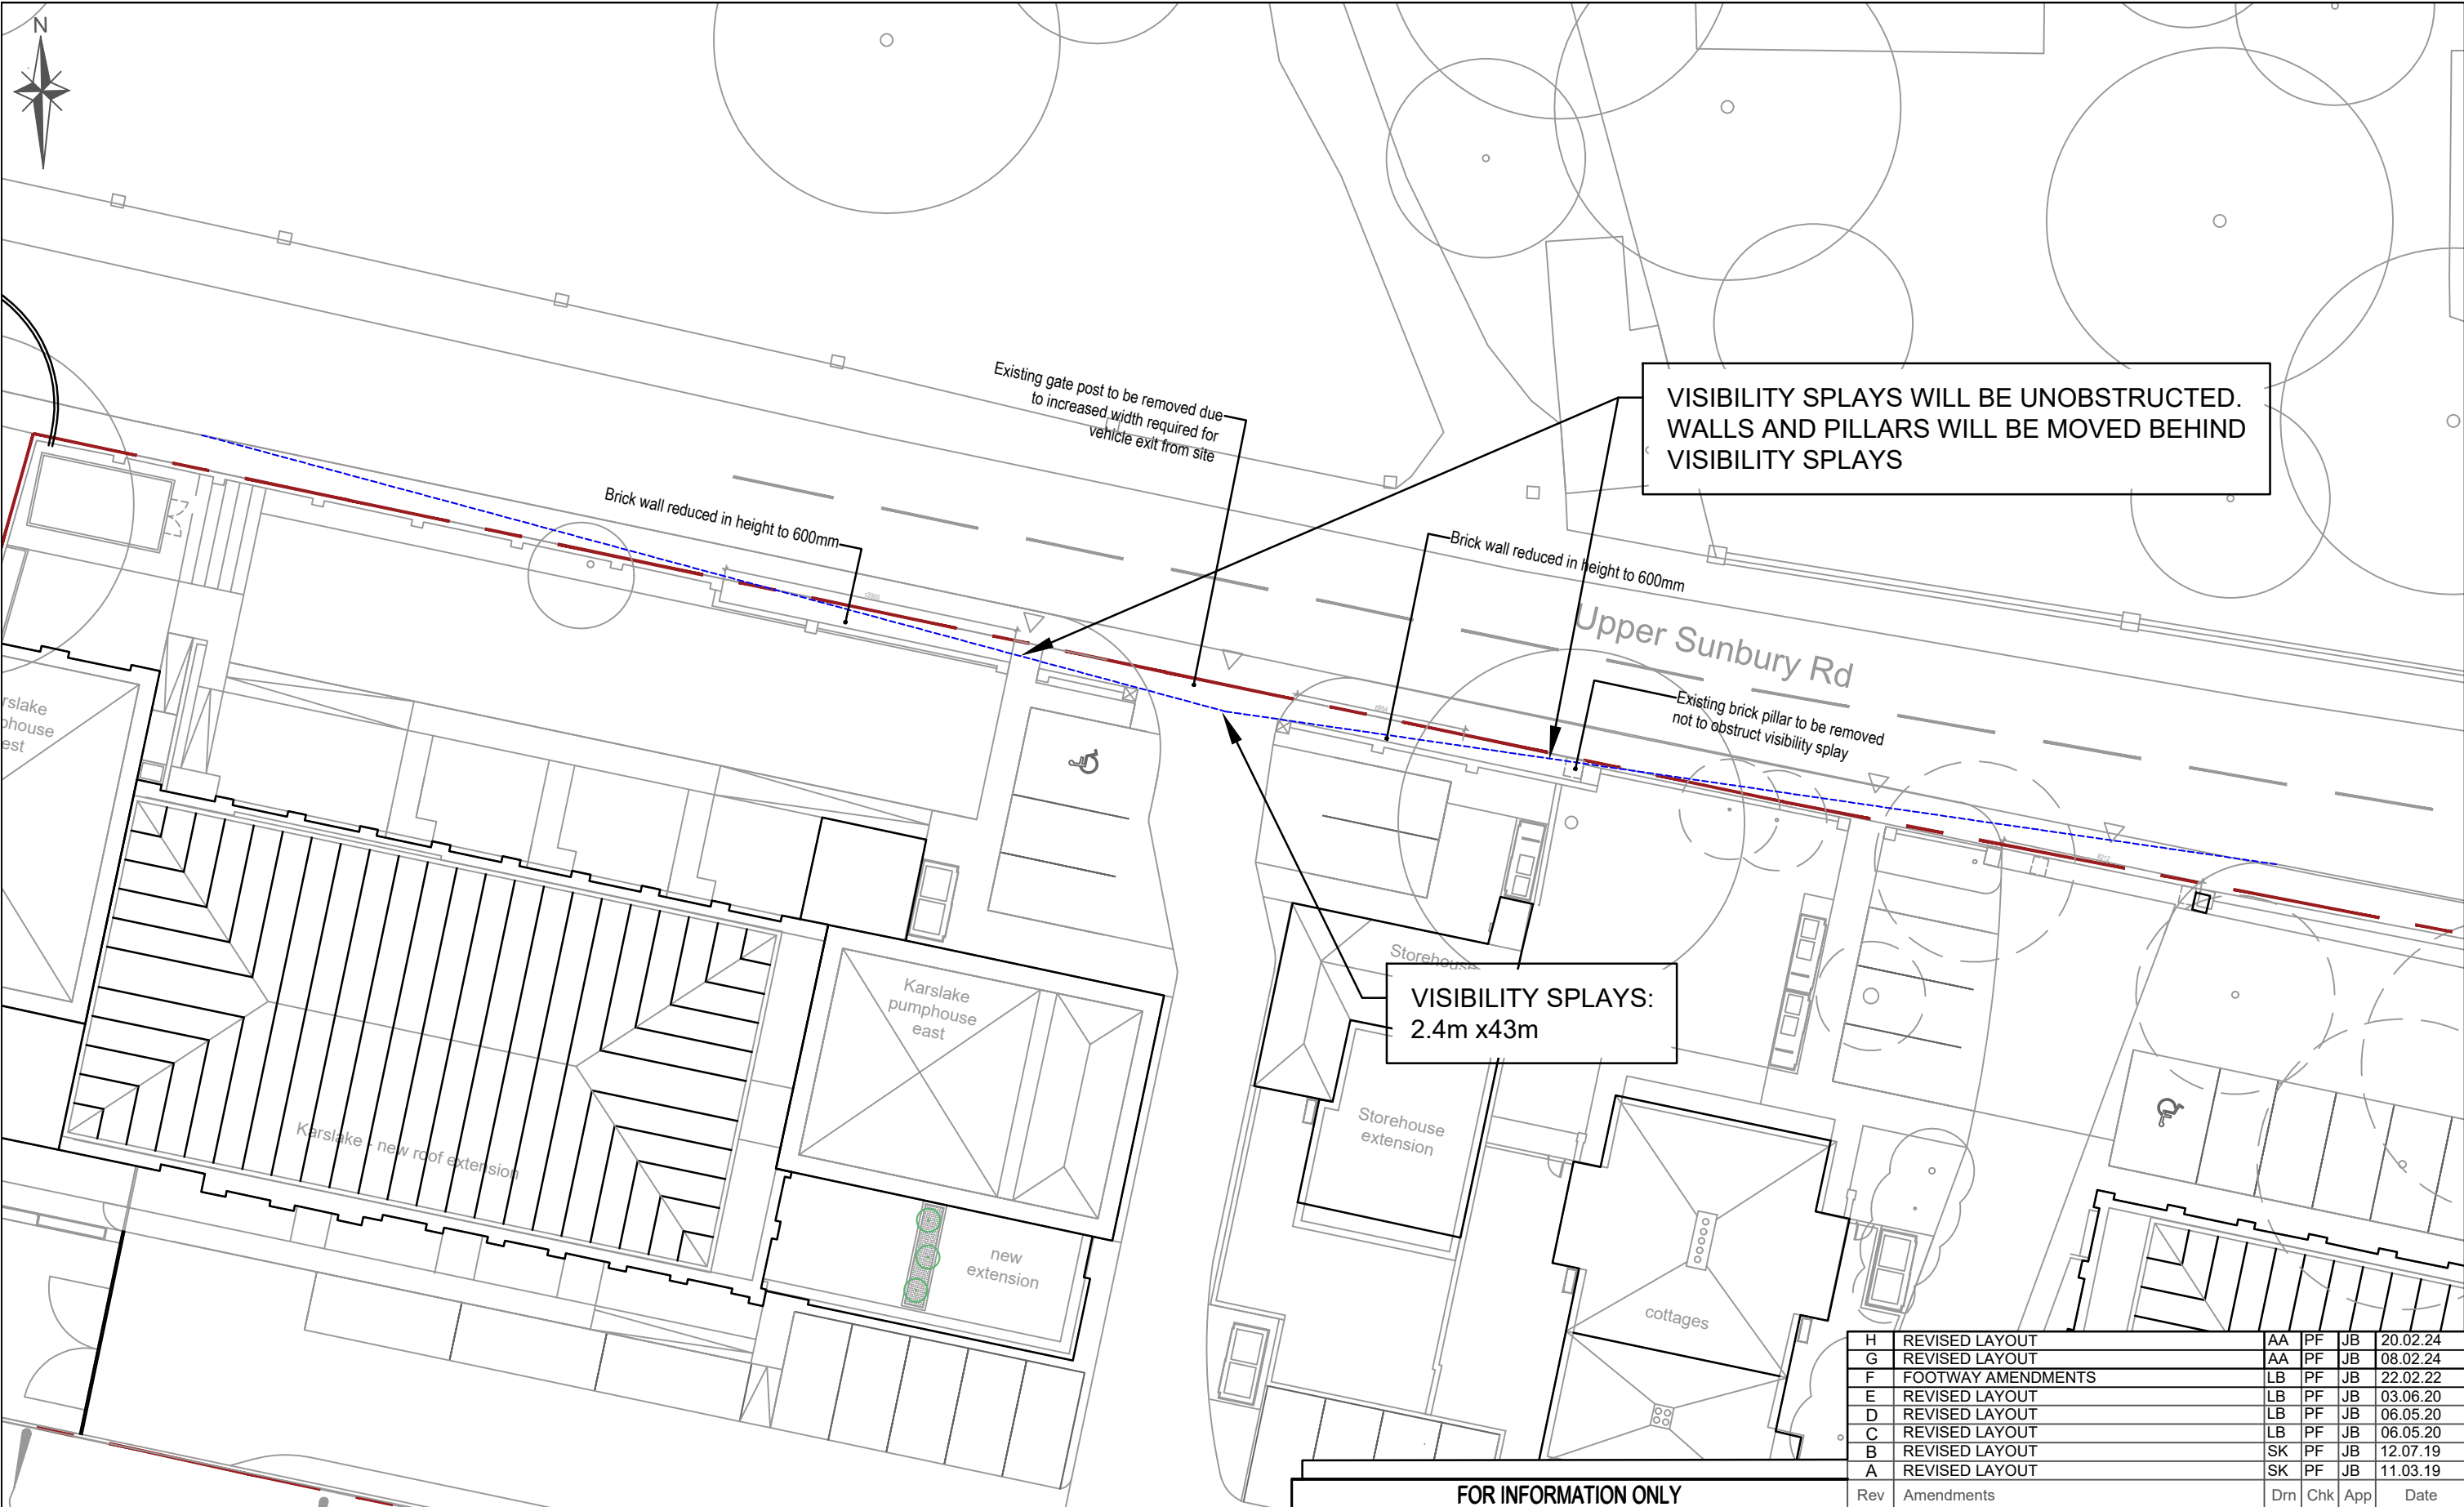 N
Existing gate post to be removed due
to increased width required for
vehicle exit from site
VISIBILITY SPLAYS WILL BE UNOBSTRUCTED.
WALLS AND PILLARS WILL BE MOVED BEHIND
VISIBILITY SPLAYS
Brick wall reduced in height to 600mm
Brick wall reduced in height to 600mm
Upper Sunbury Rd
Existing brick pillar to be removed
not to obstruct visibility splay
Storehouse
VISIBILITY SPLAYS:
2.4m x43m
Karslake
pumphouse
east
Storehouse
extension
Karslake - new roof extension
new
extension
cottages
H REVISED LAYOUT AA PF JB 20.02.24
G REVISED LAYOUT AA PF JB 08.02.24
F FOOTWAY AMENDMENTS LB PF JB 22.02.22
E REVISED LAYOUT LB PF JB 03.06.20
D REVISED LAYOUT LB PF JB 06.05.20
C REVISED LAYOUT LB PF JB 06.05.20
B REVISED LAYOUT SK PF JB 12.07.19
A REVISED LAYOUT SK PF JB 11.03.19
Rev Amendments Drn Chk App Date
FOR INFORMATION ONLY